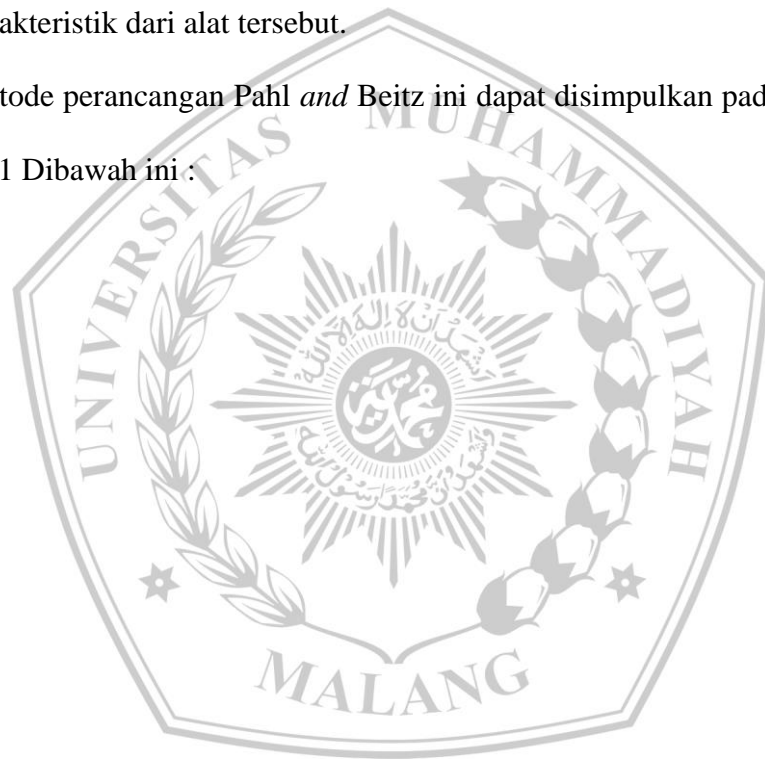 akteristik dari alat tersebut.
tode perancangan Pahl and Beitz ini dapat disimpulkan pad
1 Dibawah ini :
UNIVERSITAS MUHAMMADIYAH
MALANG